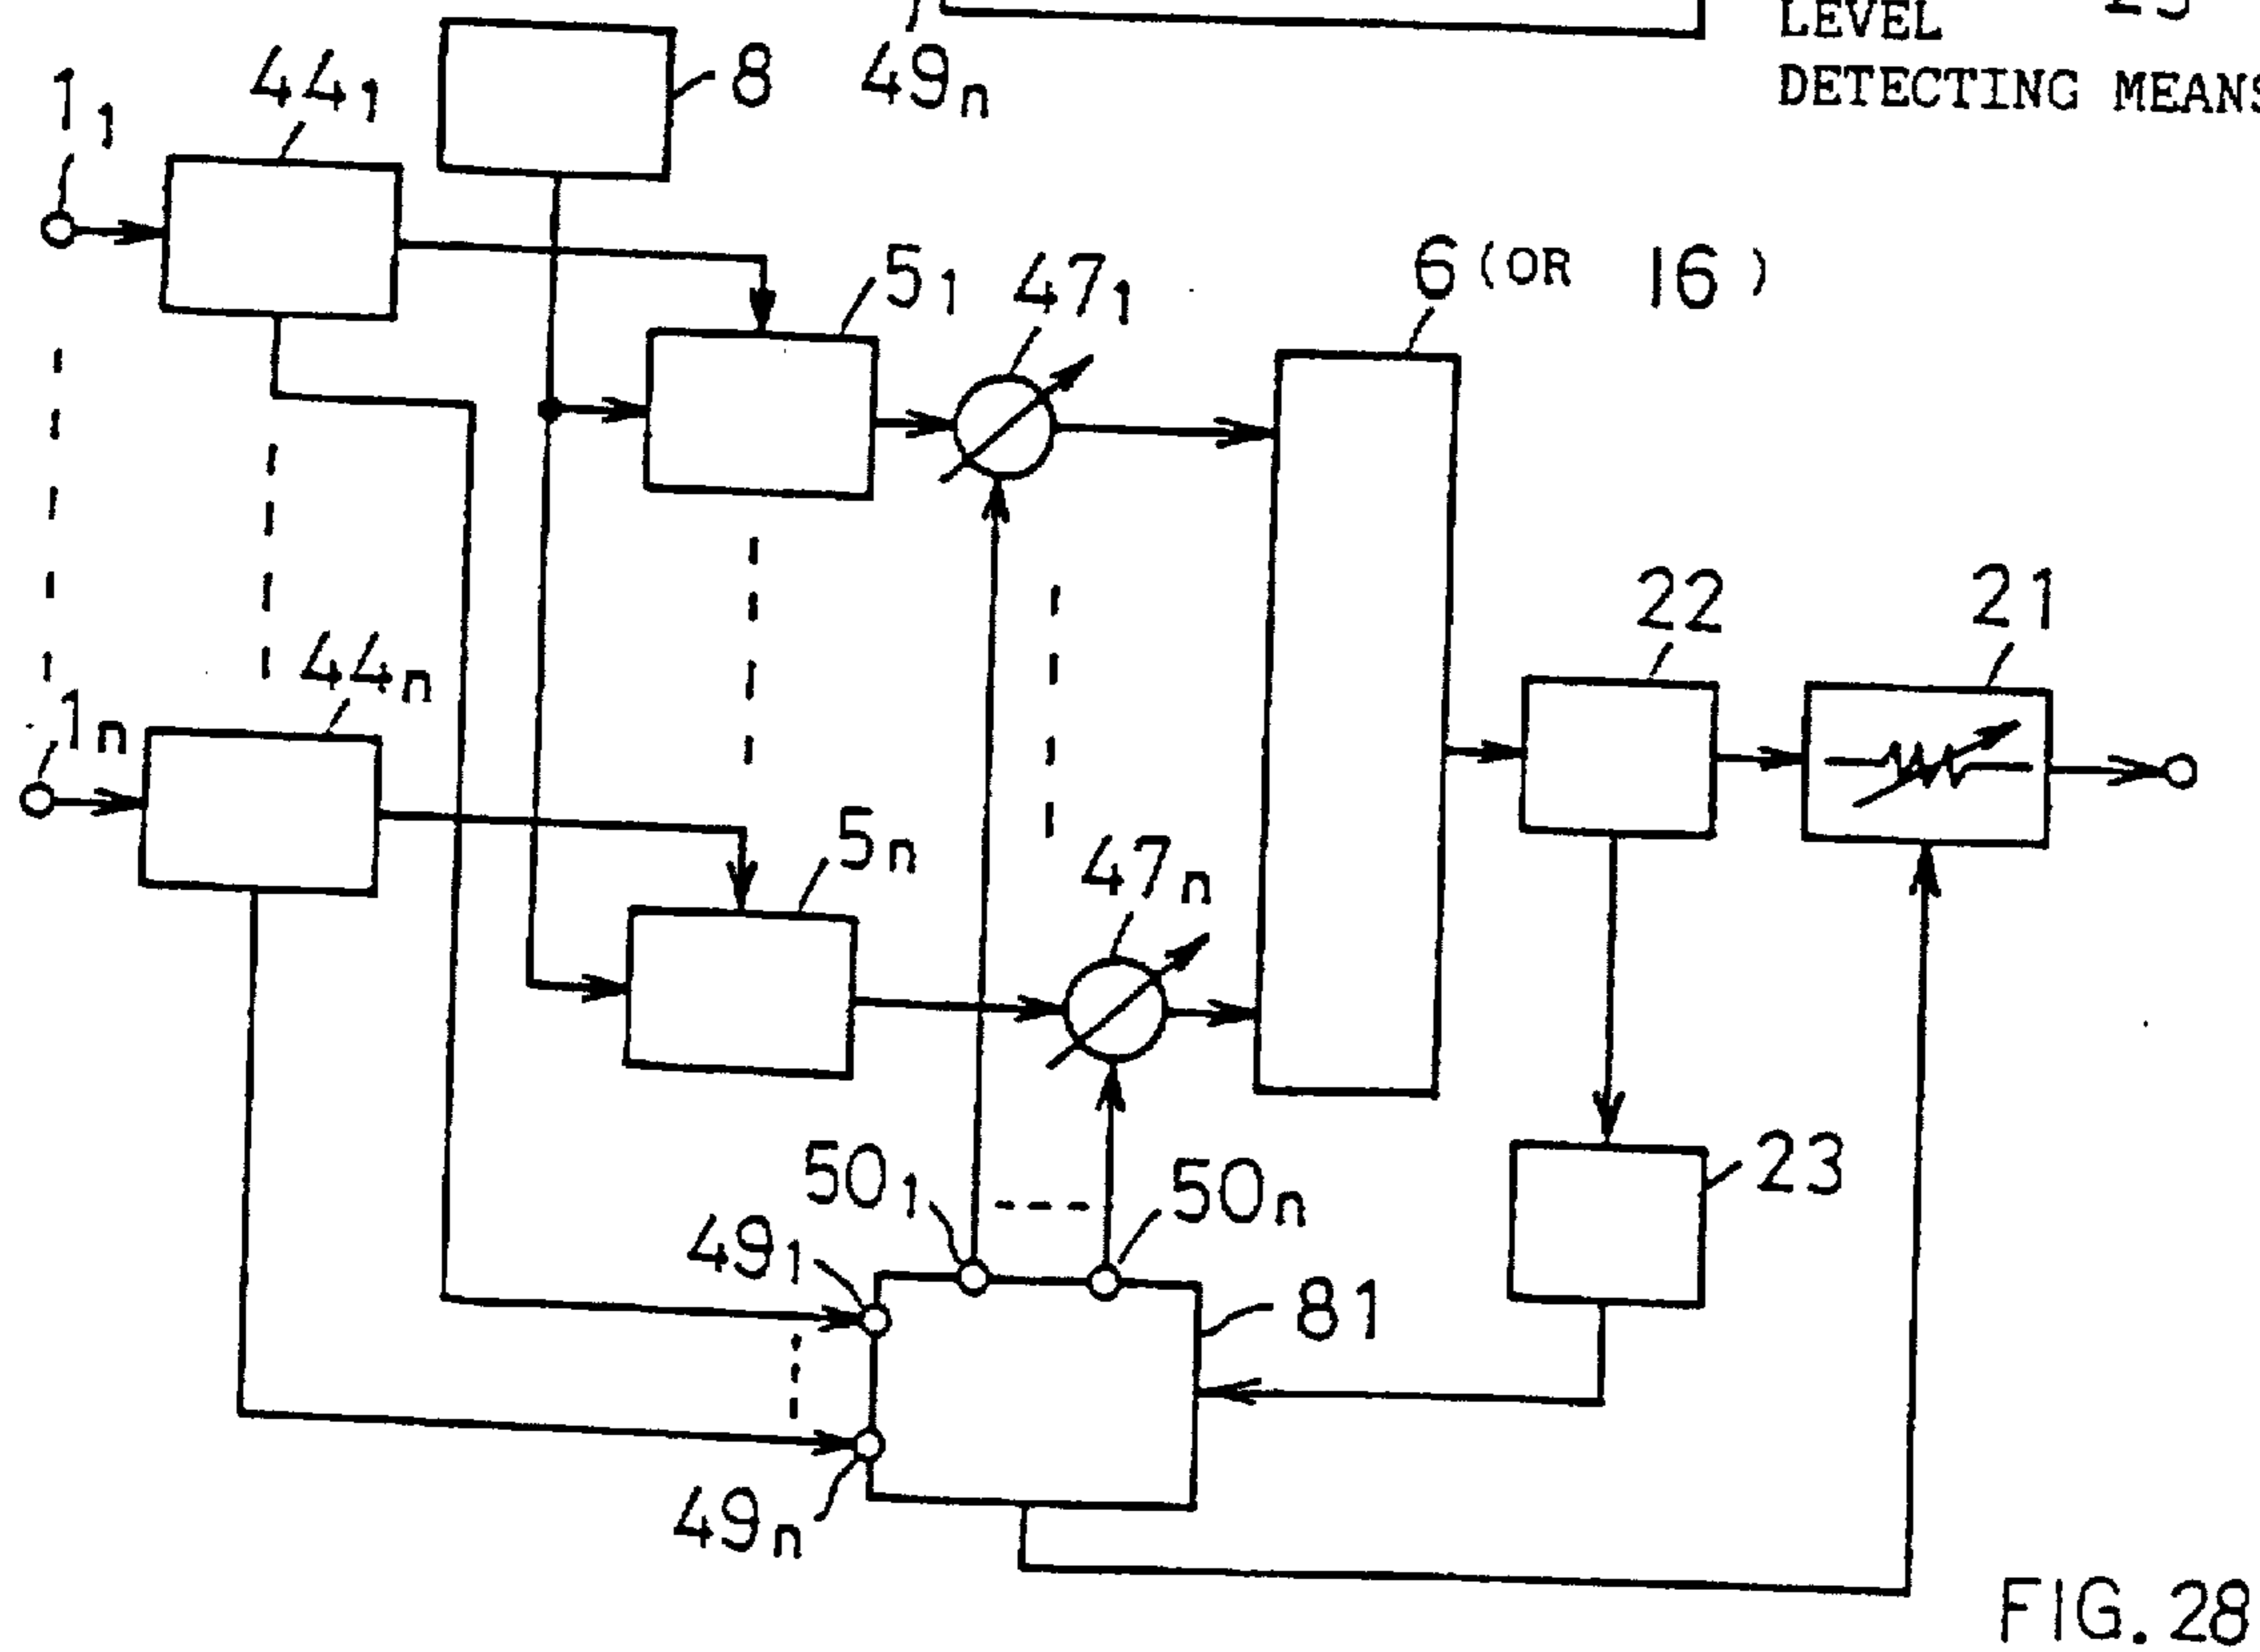 LEVEL
DETECTING MEANS
8
49n
1₁
44₁
5₁
47₁
6 (OR 16)
22
21
44n
1n
5n
47n
50₁
50n
23
49₁
81
49n
FIG. 28